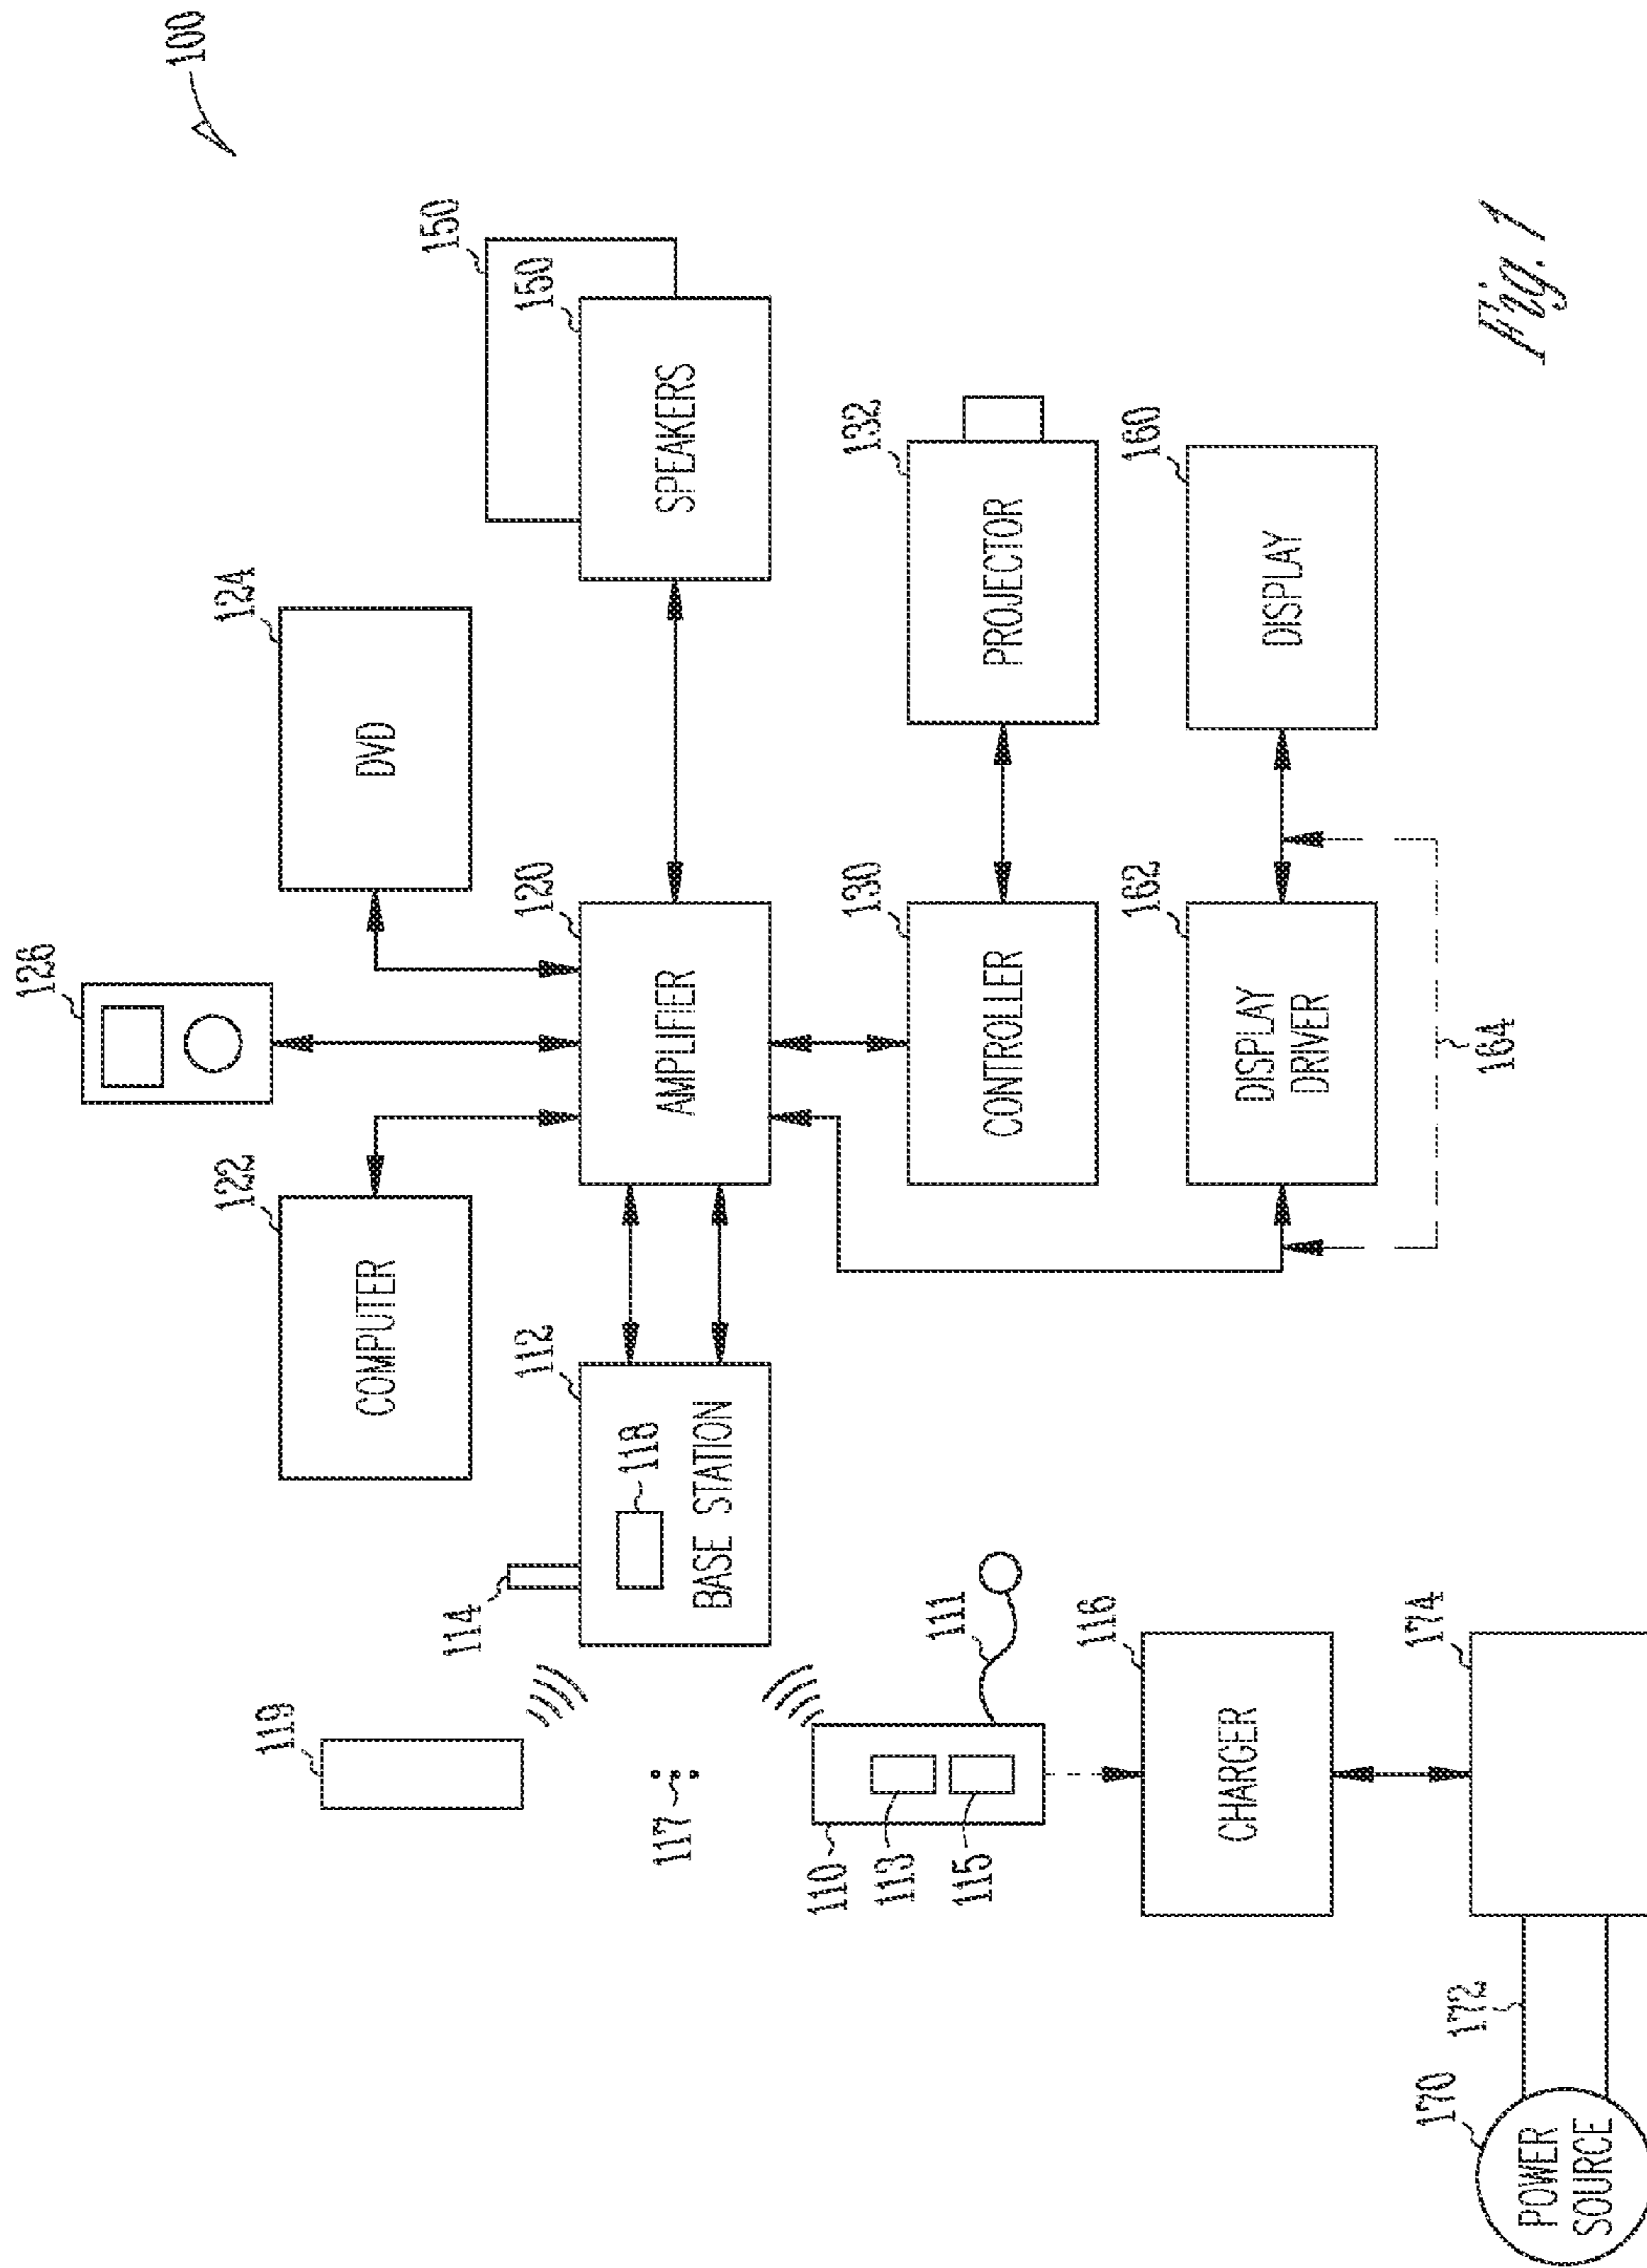 100
126
122
COMPUTER
124
DVD
119
114
112
118
BASE STATION
120
AMPLIFIER
150
150
SPEAKERS
117
110
113
115
111
130
CONTROLLER
132
PROJECTOR
116
CHARGER
162
DISPLAY
DRIVER
160
DISPLAY
164
170
POWER
SOURCE
172
174
Fig. 1